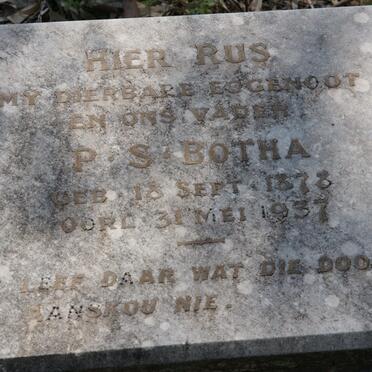 HIER RUS
MY DIERBARE EGGENOOT
EN ONS VADER
P. S. BOTHA
GEB. 18 SEPT. 1878
OORL. 31 MEI 1937
LEEF DAAR WAT DIE DOO
AANSKOU NIE.